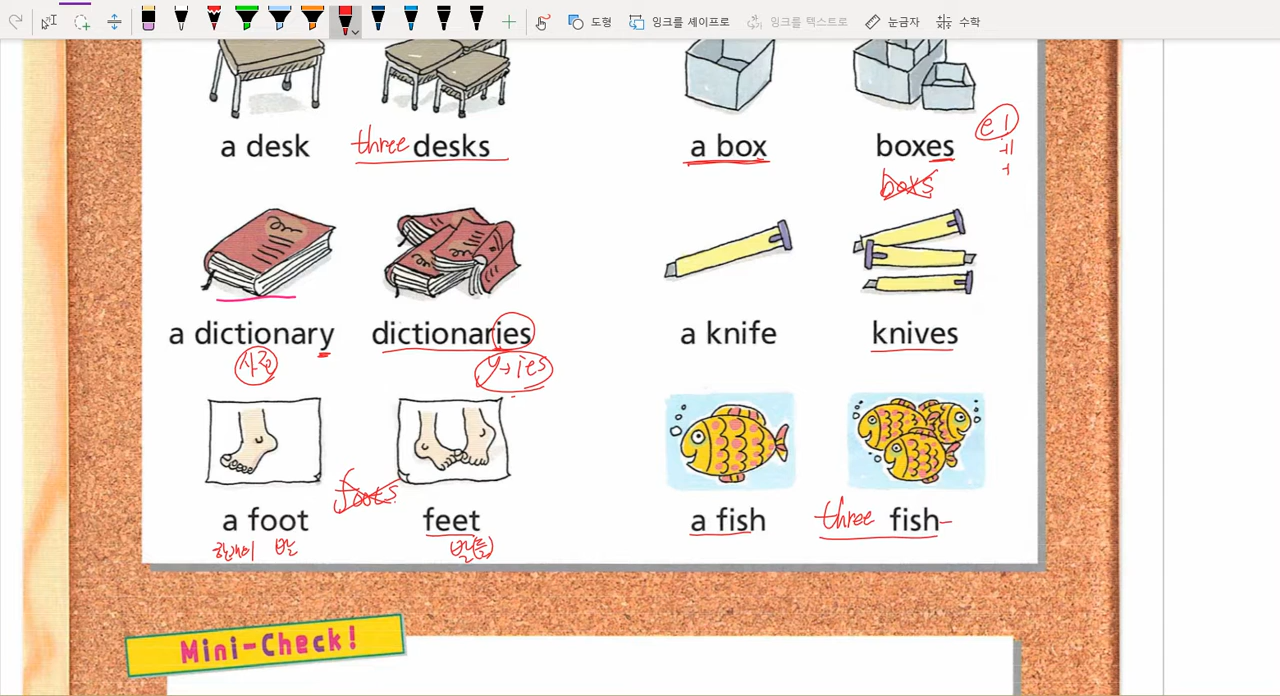 도형 잉크를 셰이프로 잉크를 텍스트로 눈금자 수학
a desk three desks a box boxes
boxs
a dictionary dictionaries a knife knives
사전 y→ies
foots
a foot feet a fish three fish
한개의 발 발(들)
Mini-Check!